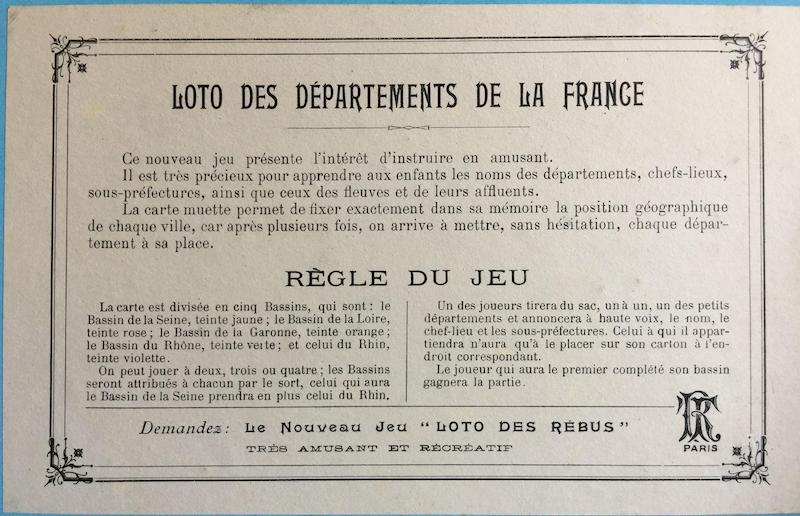 LOTO DES DÉPARTEMENTS DE LA FRANCE
Ce nouveau jeu présente l'intérêt d'instruire en amusant.
Il est très précieux pour apprendre aux enfants les noms des départements, chefs-lieux,
sous-préfectures, ainsi que ceux des fleuves et de leurs affluents.
La carte muette permet de fixer exactement dans sa mémoire la position géographique
de chaque ville, car après plusieurs fois, on arrive à mettre, sans hésitation, chaque dépar-
tement à sa place.
RÈGLE DU JEU
La carte est divisée en cinq Bassins, qui sont : le
Bassin de la Seine, teinte jaune ; le Bassin de la Loire,
teinte rose ; le Bassin de la Garonne, teinte orange ;
le Bassin du Rhône, teinte verte ; et celui du Rhin,
teinte violette.
On peut jouer à deux, trois ou quatre ; les Bassins
seront attribués à chacun par le sort, celui qui aura
le Bassin de la Seine prendra en plus celui du Rhin.
Un des joueurs tirera du sac, un à un, un des petits
départements et annoncera à haute voix, le nom, le
chef-lieu et les sous-préfectures. Celui à qui il appar-
tiendra n'aura qu'à le placer sur son carton à l'en-
droit correspondant.
Le joueur qui aura le premier complété son bassin
gagnera la partie.
Demandez : Le Nouveau Jeu “ LOTO DES RÉBUS ”
TRÈS AMUSANT ET RÉCRÉATIF
PARIS